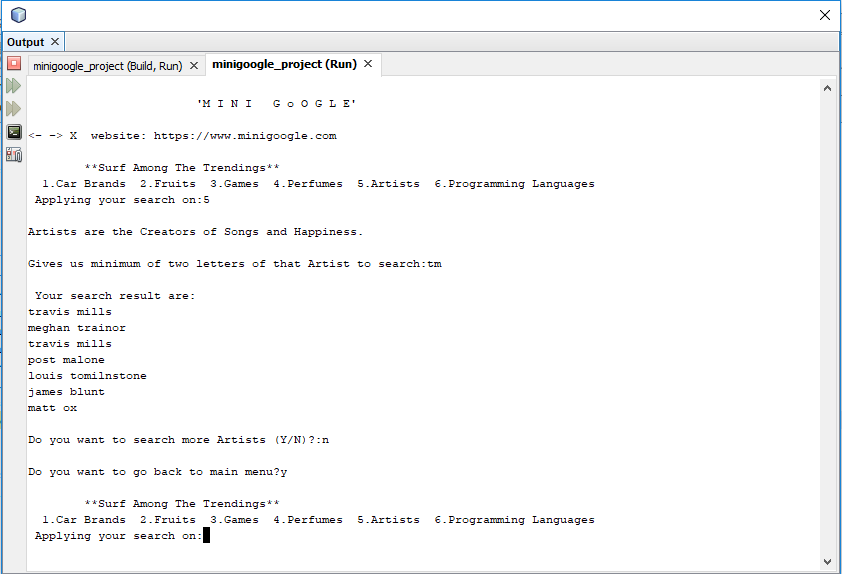 Output
minigoogle_project (Build, Run) minigoogle_project (Run)
'M I N I G o O G L E'
<- -> X website: https://www.minigoogle.com
**Surf Among The Trendings**
1.Car Brands 2.Fruits 3.Games 4.Perfumes 5.Artists 6.Programming Languages
Applying your search on:5
Artists are the Creators of Songs and Happiness.
Gives us minimum of two letters of that Artist to search:tm
Your search result are:
travis mills
meghan trainor
travis mills
post malone
louis tomilnstone
james blunt
matt ox
Do you want to search more Artists (Y/N)?:n
Do you want to go back to main menu?y
**Surf Among The Trendings**
1.Car Brands 2.Fruits 3.Games 4.Perfumes 5.Artists 6.Programming Languages
Applying your search on: